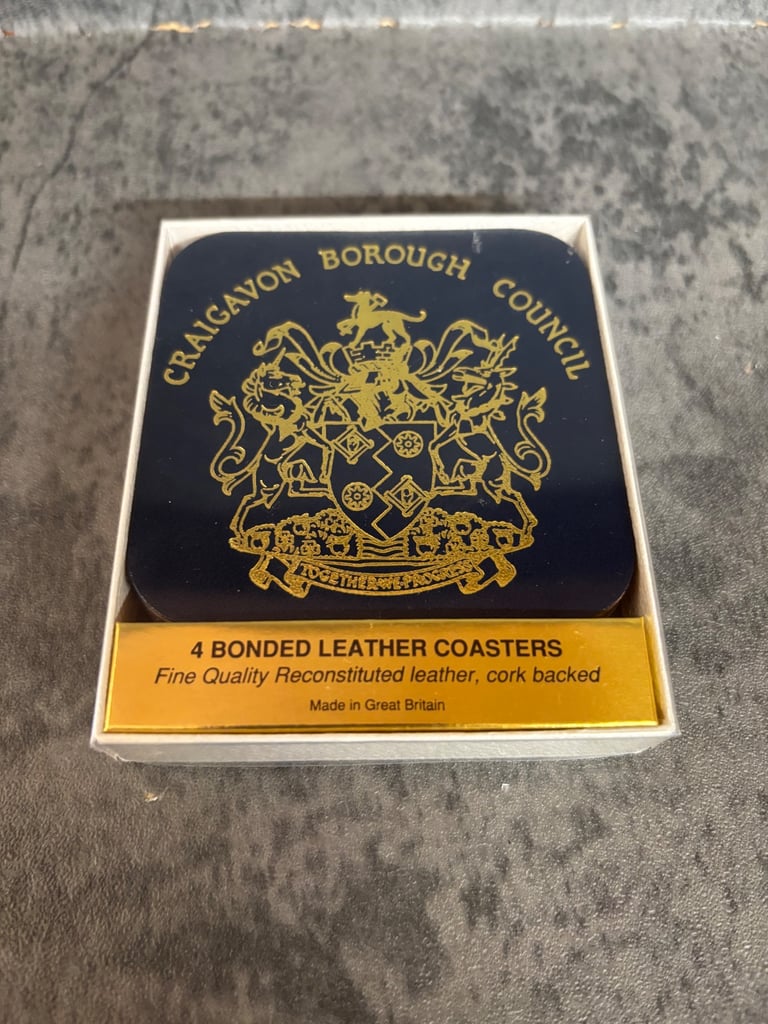 CRAIGAVON BOROUGH COUNCIL
TOGETHER·WE·PROGRESS
4 BONDED LEATHER COASTERS
Fine Quality Reconstituted leather, cork backed
Made in Great Britain